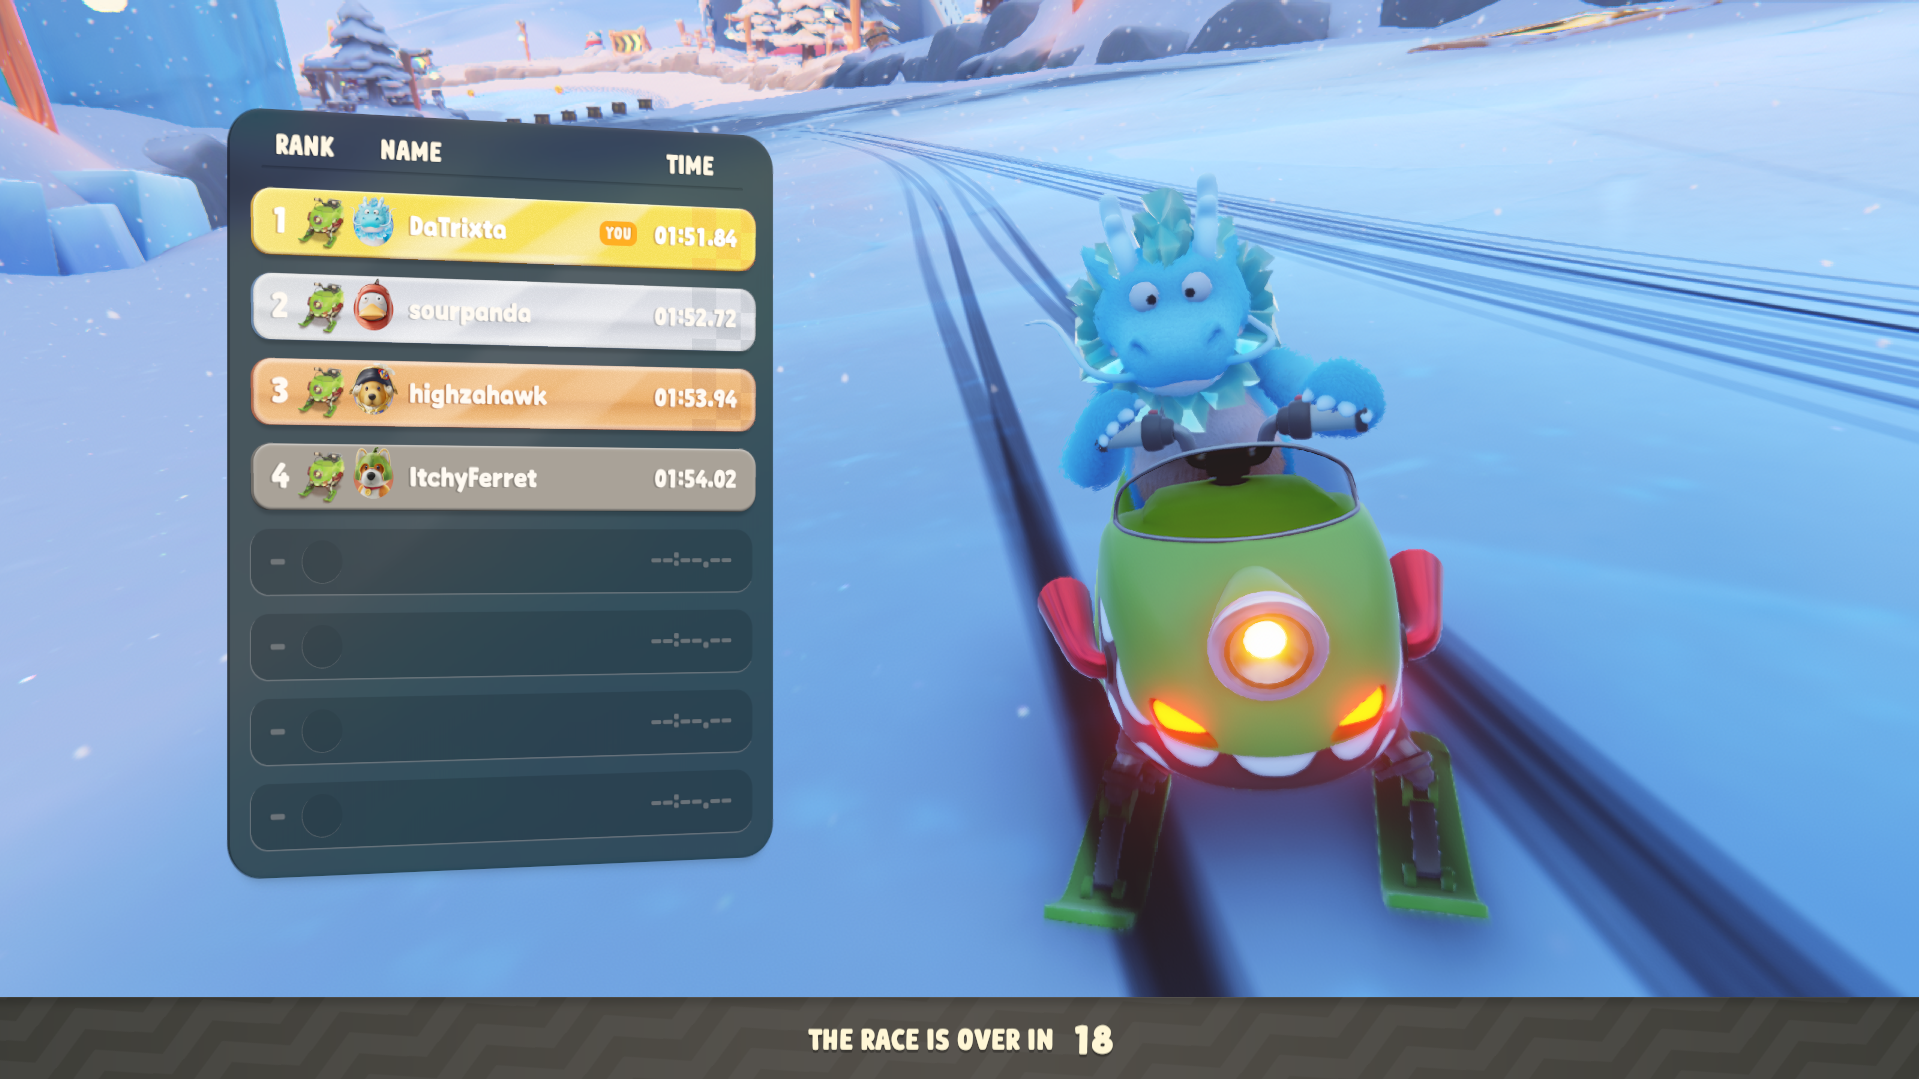 RANK NAME TIME
1 DaTrixta YOU 01:51.84
2 sourpanda 01:52.72
3 highzahawk 01:53.94
4 ItchyFerret 01:54.02
- --:--.--
- --:--.--
- --:--.--
- --:--.--
THE RACE IS OVER IN 18